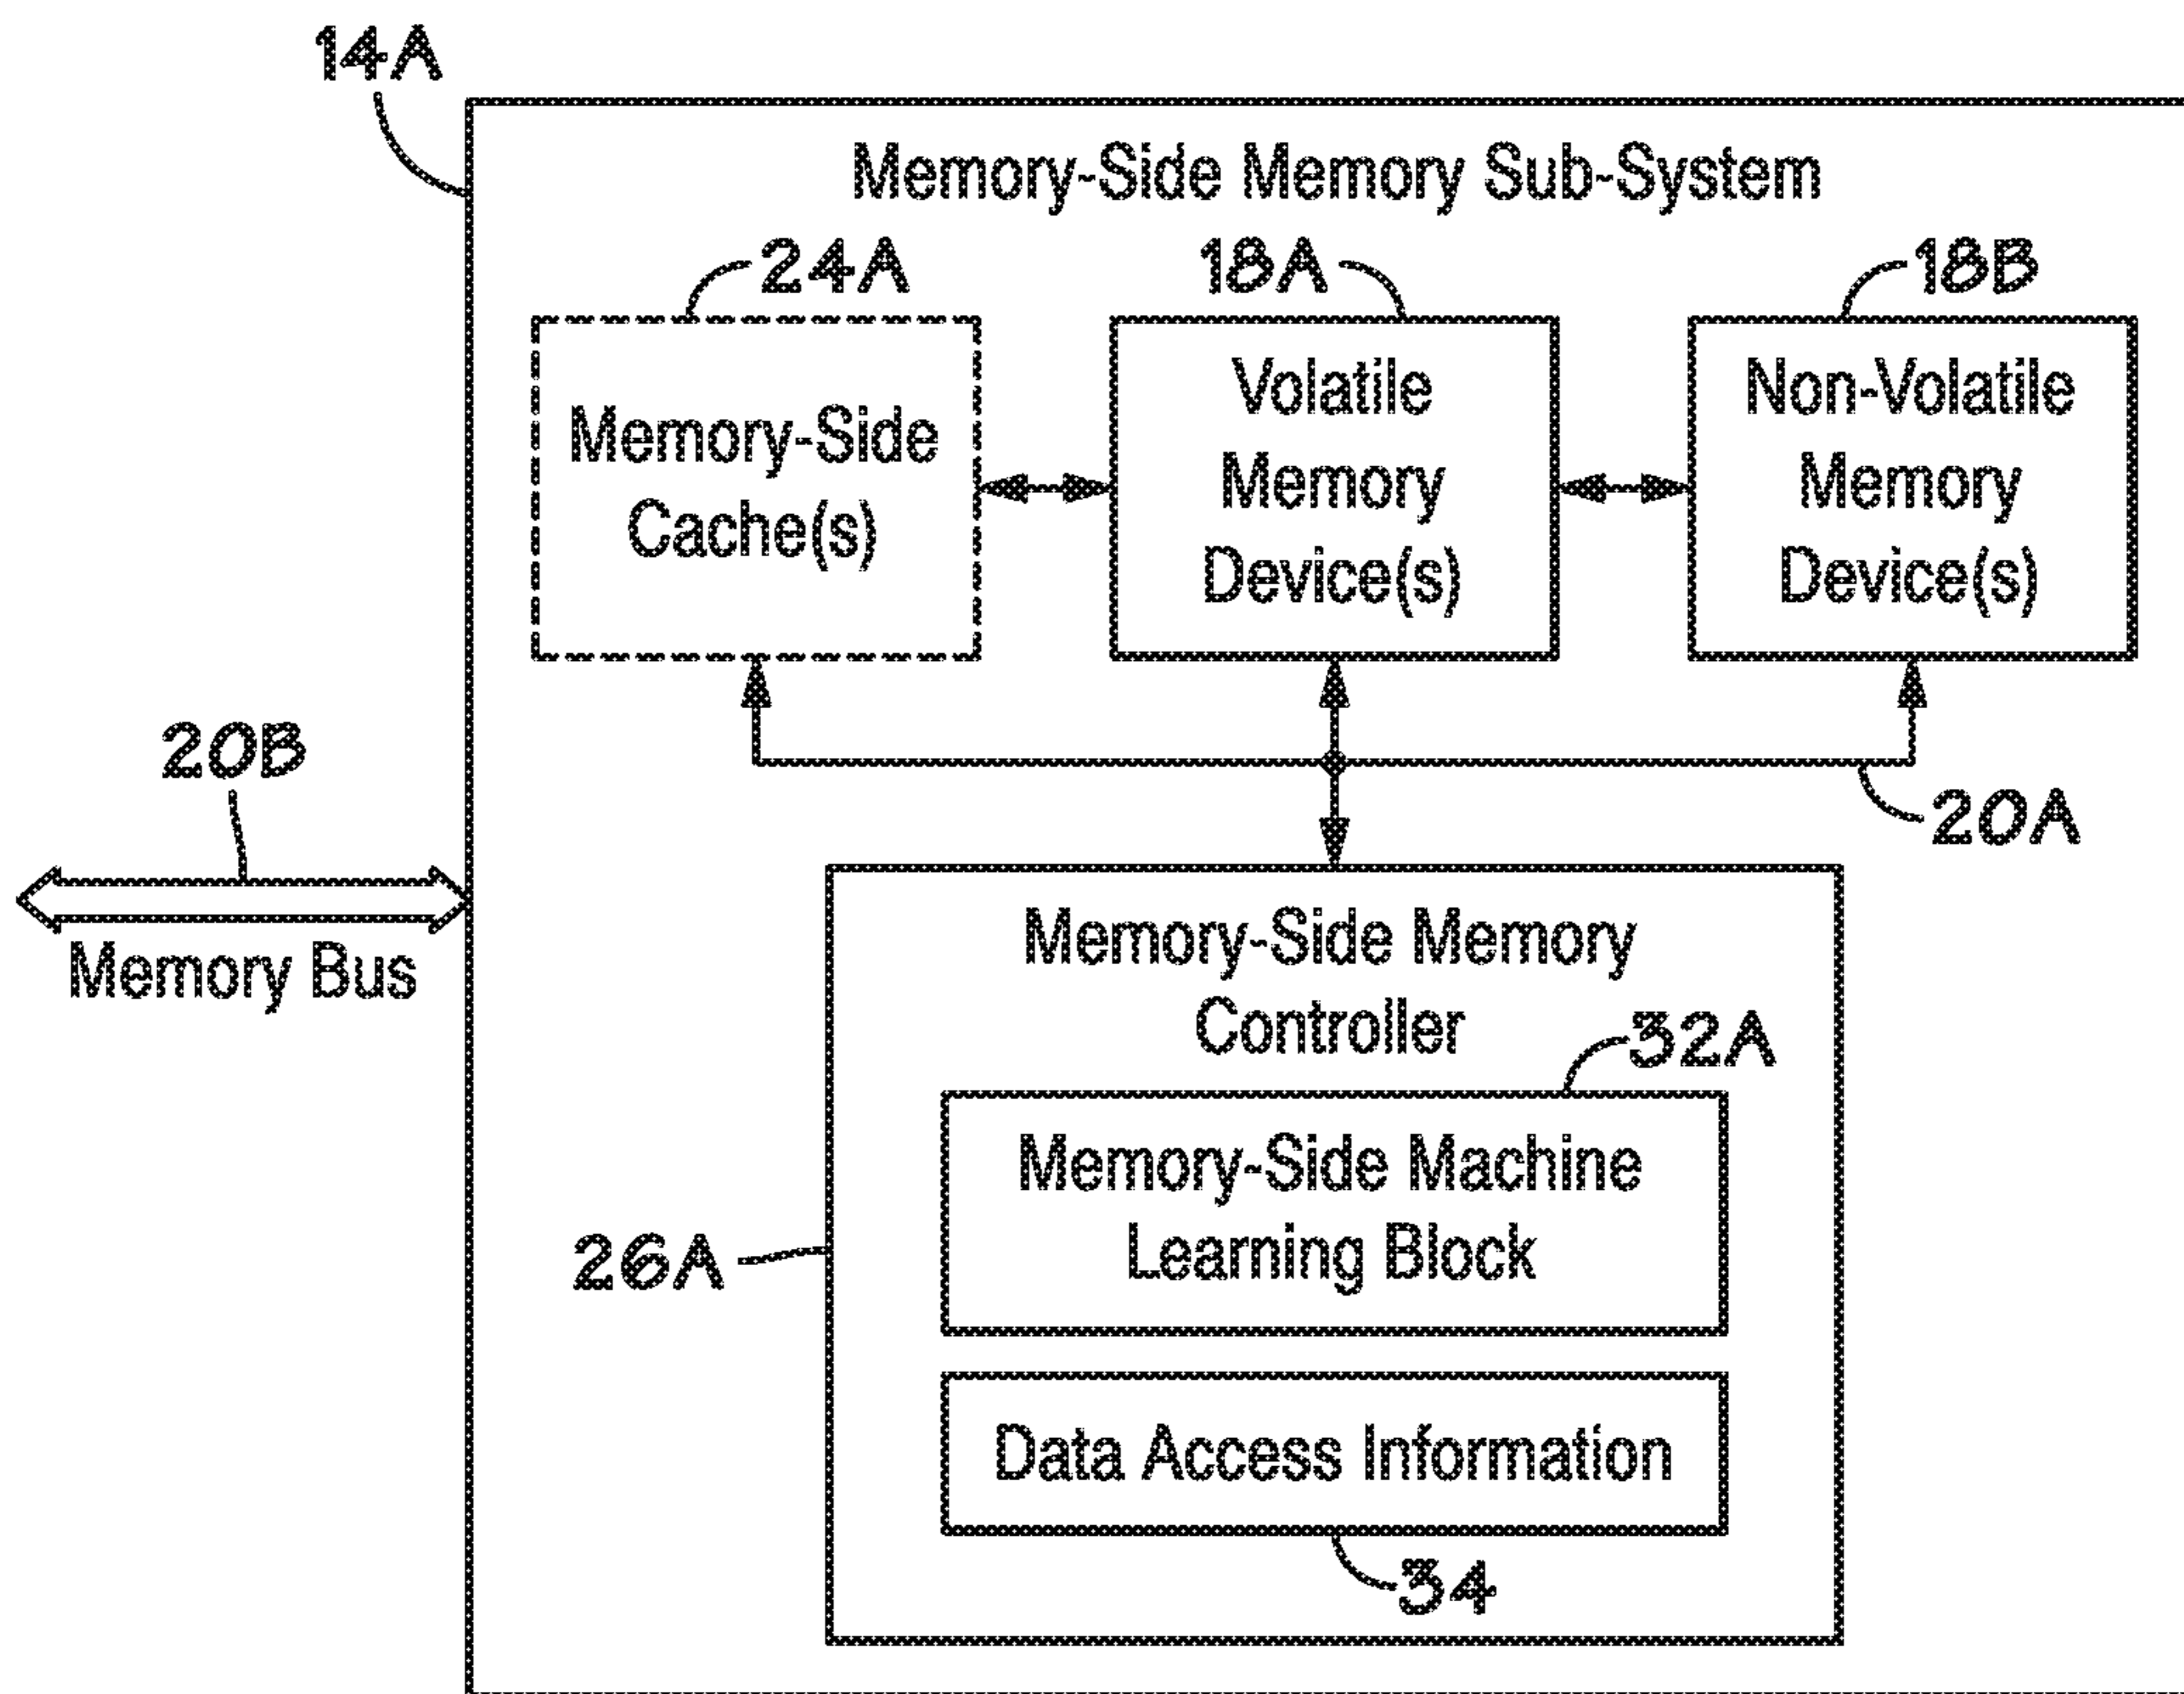 14A
Memory-Side Memory Sub-System
24A
18A
18B
Memory-Side
Cache(s)
Volatile
Memory
Device(s)
Non-Volatile
Memory
Device(s)
20B
20A
Memory Bus
Memory-Side Memory
Controller
32A
Memory-Side Machine
Learning Block
26A
Data Access Information
34